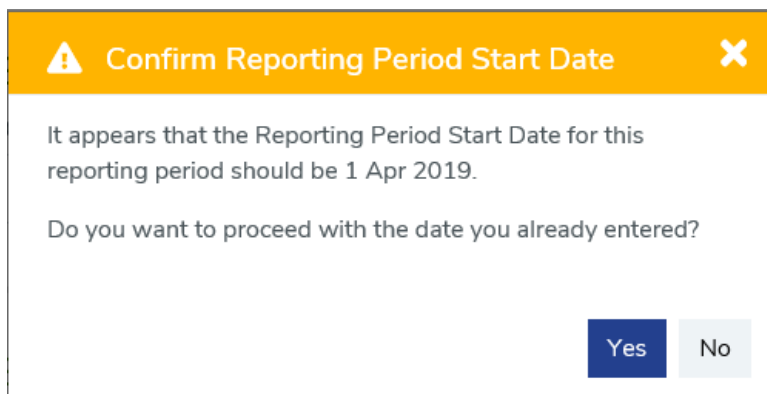 Confirm Reporting Period Start Date
It appears that the Reporting Period Start Date for this
reporting period should be 1 Apr 2019.
Do you want to proceed with the date you already entered?
Yes No